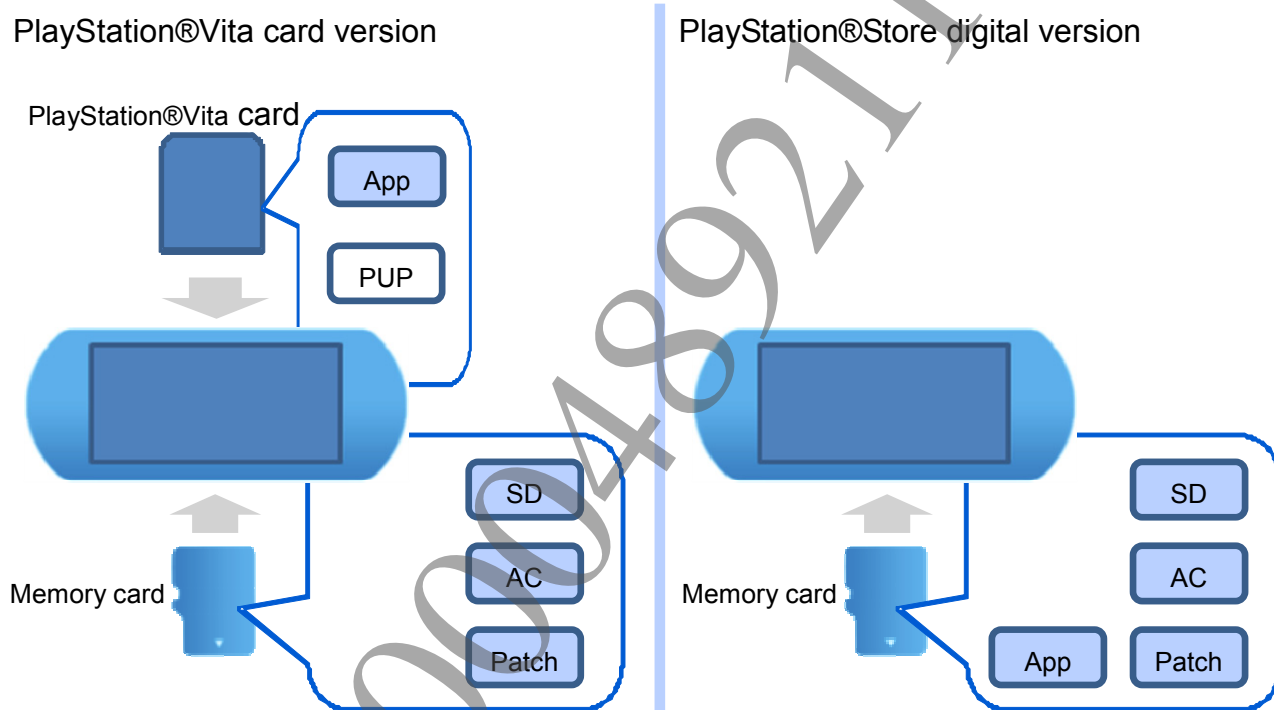 PlayStation®Vita card version
PlayStation®Vita card
App
PUP
SD
AC
Memory card
Patch
PlayStation®Store digital version
SD
AC
Memory card
App
Patch
00048921